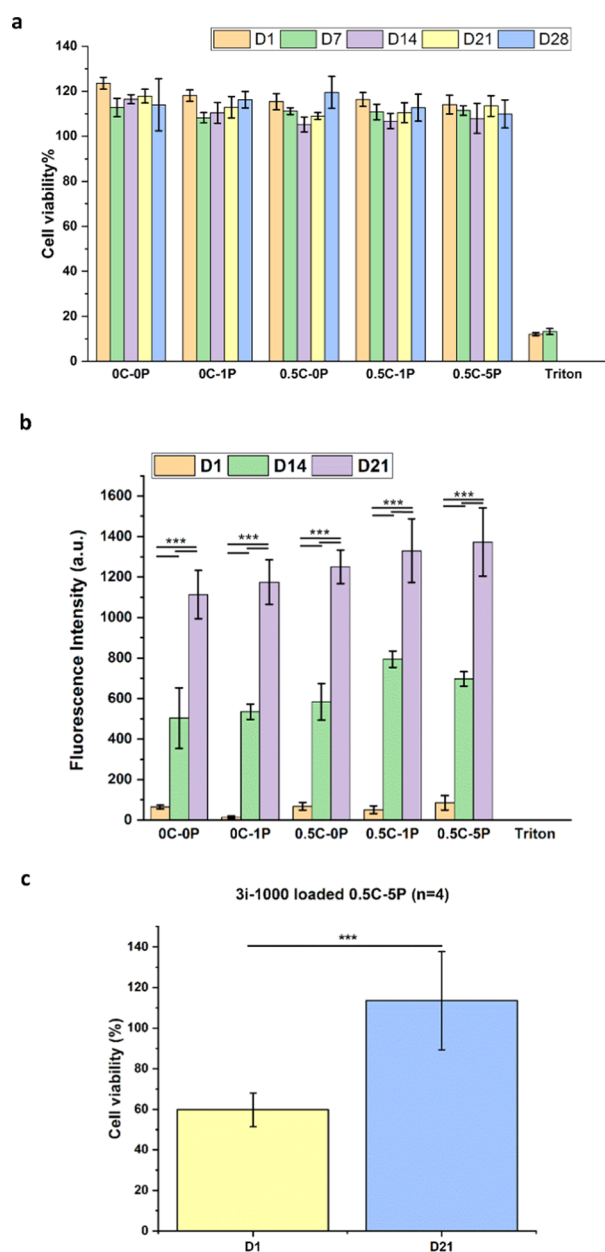 a
D1 D7 D14 D21 D28
140
120
100
80
60
40
20
0
Cell viability%
0C-0P 0C-1P 0.5C-0P 0.5C-1P 0.5C-5P Triton
b
D1 D14 D21
1600
1400
1200
1000
800
600
400
200
0
Fluorescence Intensity (a.u.)
*** *** *** *** ***
0C-0P 0C-1P 0.5C-0P 0.5C-1P 0.5C-5P Triton
c
3i-1000 loaded 0.5C-5P (n=4)
***
140
120
100
80
60
40
20
0
Cell viability (%)
D1 D21